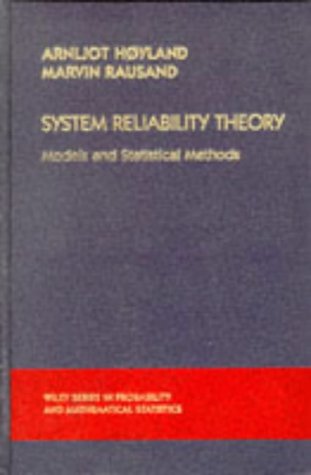 ARNLJOT HØYLAND
MARVIN RAUSAND
SYSTEM RELIABILITY THEORY
Models and Statistical Methods
WILEY SERIES IN PROBABILITY
AND MATHEMATICAL STATISTICS